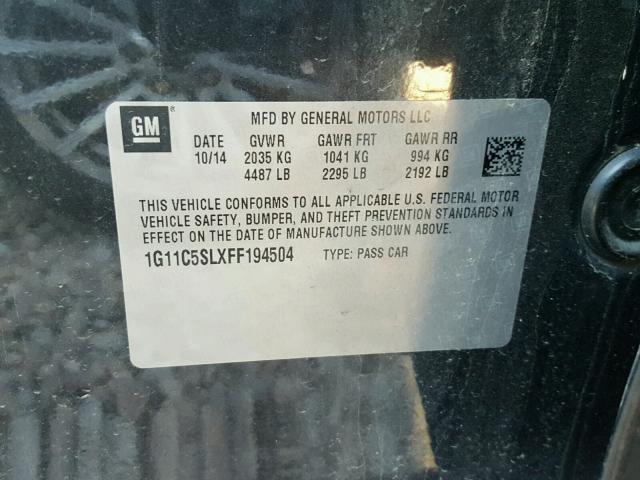 GM ®
MFD BY GENERAL MOTORS LLC
DATE GVWR GAWR FRT GAWR RR
10/14 2035 KG 1041 KG 994 KG
4487 LB 2295 LB 2192 LB
THIS VEHICLE CONFORMS TO ALL APPLICABLE U.S. FEDERAL MOTOR
VEHICLE SAFETY, BUMPER, AND THEFT PREVENTION STANDARDS IN
EFFECT ON THE DATE OF MANUFACTURE SHOWN ABOVE.
1G11C5SLXFF194504 TYPE: PASS CAR